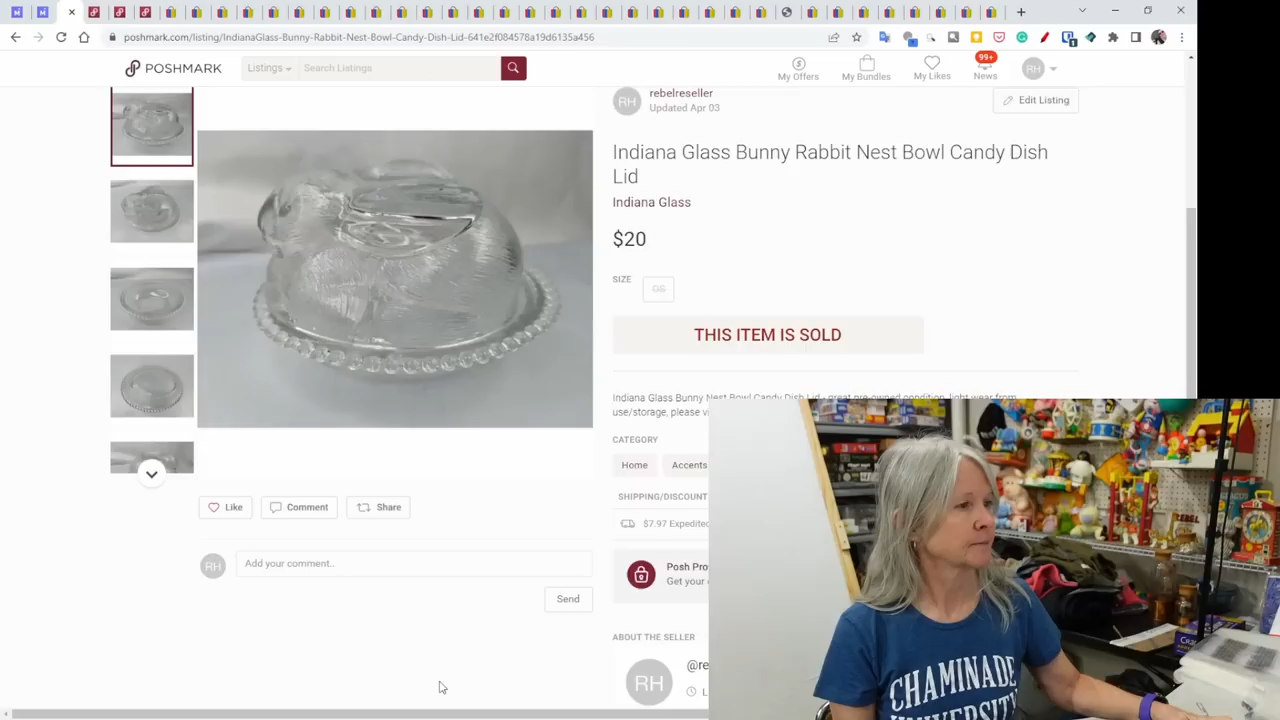 poshmark.com/listing/IndianaGlass-Bunny-Rabbit-Nest-Bowl-Candy-Dish-Lid-641e2f084578a19d6135a456
POSHMARK
Listings
Search Listings
My Offers
My Bundles
My Likes
99+
News
RH
RH
rebelreseller
Updated Apr 03
Edit Listing
Indiana Glass Bunny Rabbit Nest Bowl Candy Dish
Lid
Indiana Glass
$20
SIZE
OS
THIS ITEM IS SOLD
Indiana Glass Bunny Nest Bowl Candy Dish Lid - great pre-owned condition, light wear from
use/storage, please vi
CATEGORY
Home
Accents
SHIPPING/DISCOUNT
$7.97 Expedited
Posh Pro
Get your
ABOUT THE SELLER
RH
@re
Like
Comment
Share
RH
Add your comment..
Send
CHAMINADE
UNIVERSITY